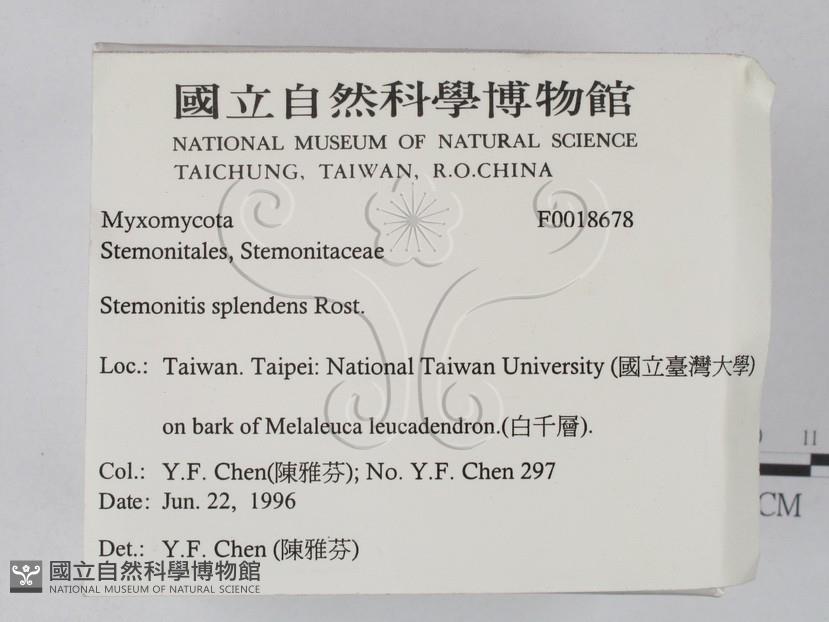 國立自然科學博物館
NATIONAL MUSEUM OF NATURAL SCIENCE
TAICHUNG, TAIWAN, R.O.CHINA
Myxomycota F0018678
Stemonitales, Stemonitaceae
Stemonitis splendens Rost.
Loc.: Taiwan. Taipei: National Taiwan University (國立臺灣大學)
on bark of Melaleuca leucadendron.(白千層).
Col.: Y.F. Chen(陳雅芬); No. Y.F. Chen 297
Date: Jun. 22, 1996
Det.: Y.F. Chen (陳雅芬)
11
CM
國立自然科學博物館
NATIONAL MUSEUM OF NATURAL SCIENCE